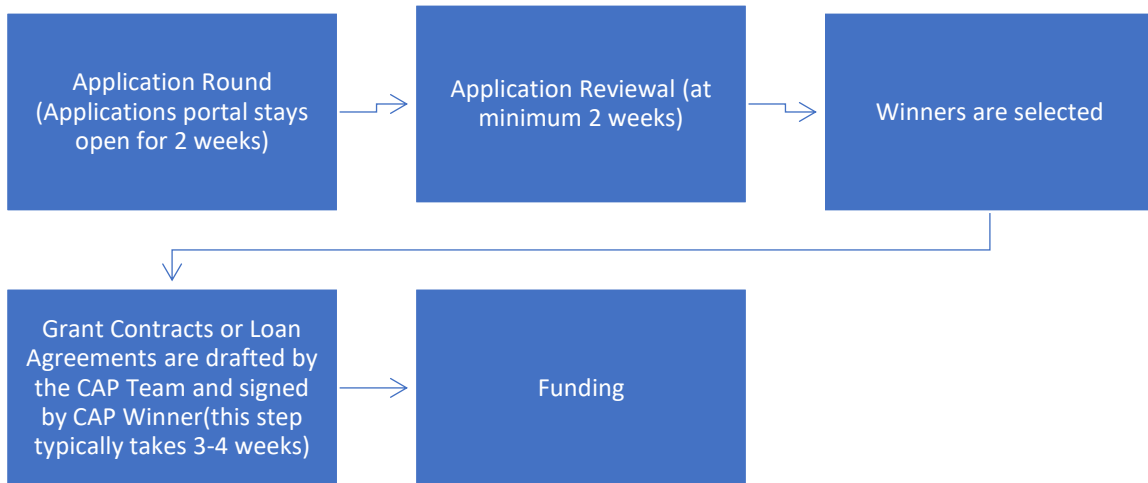 Application Round
(Applications portal stays
open for 2 weeks)
Application Reviewal (at
minimum 2 weeks)
Winners are selected
Grant Contracts or Loan
Agreements are drafted by
the CAP Team and signed
by CAP Winner(this step
typically takes 3-4 weeks)
Funding